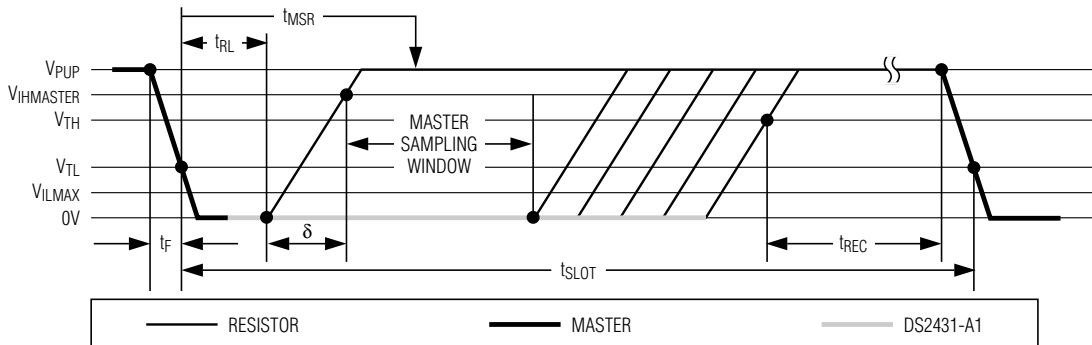 tMSR
tRL
VPUP
VIHMASTER
VTH
MASTER
SAMPLING
WINDOW
VTL
VILMAX
0V
tF
δ
tREC
tSLOT
RESISTOR
MASTER
DS2431-A1